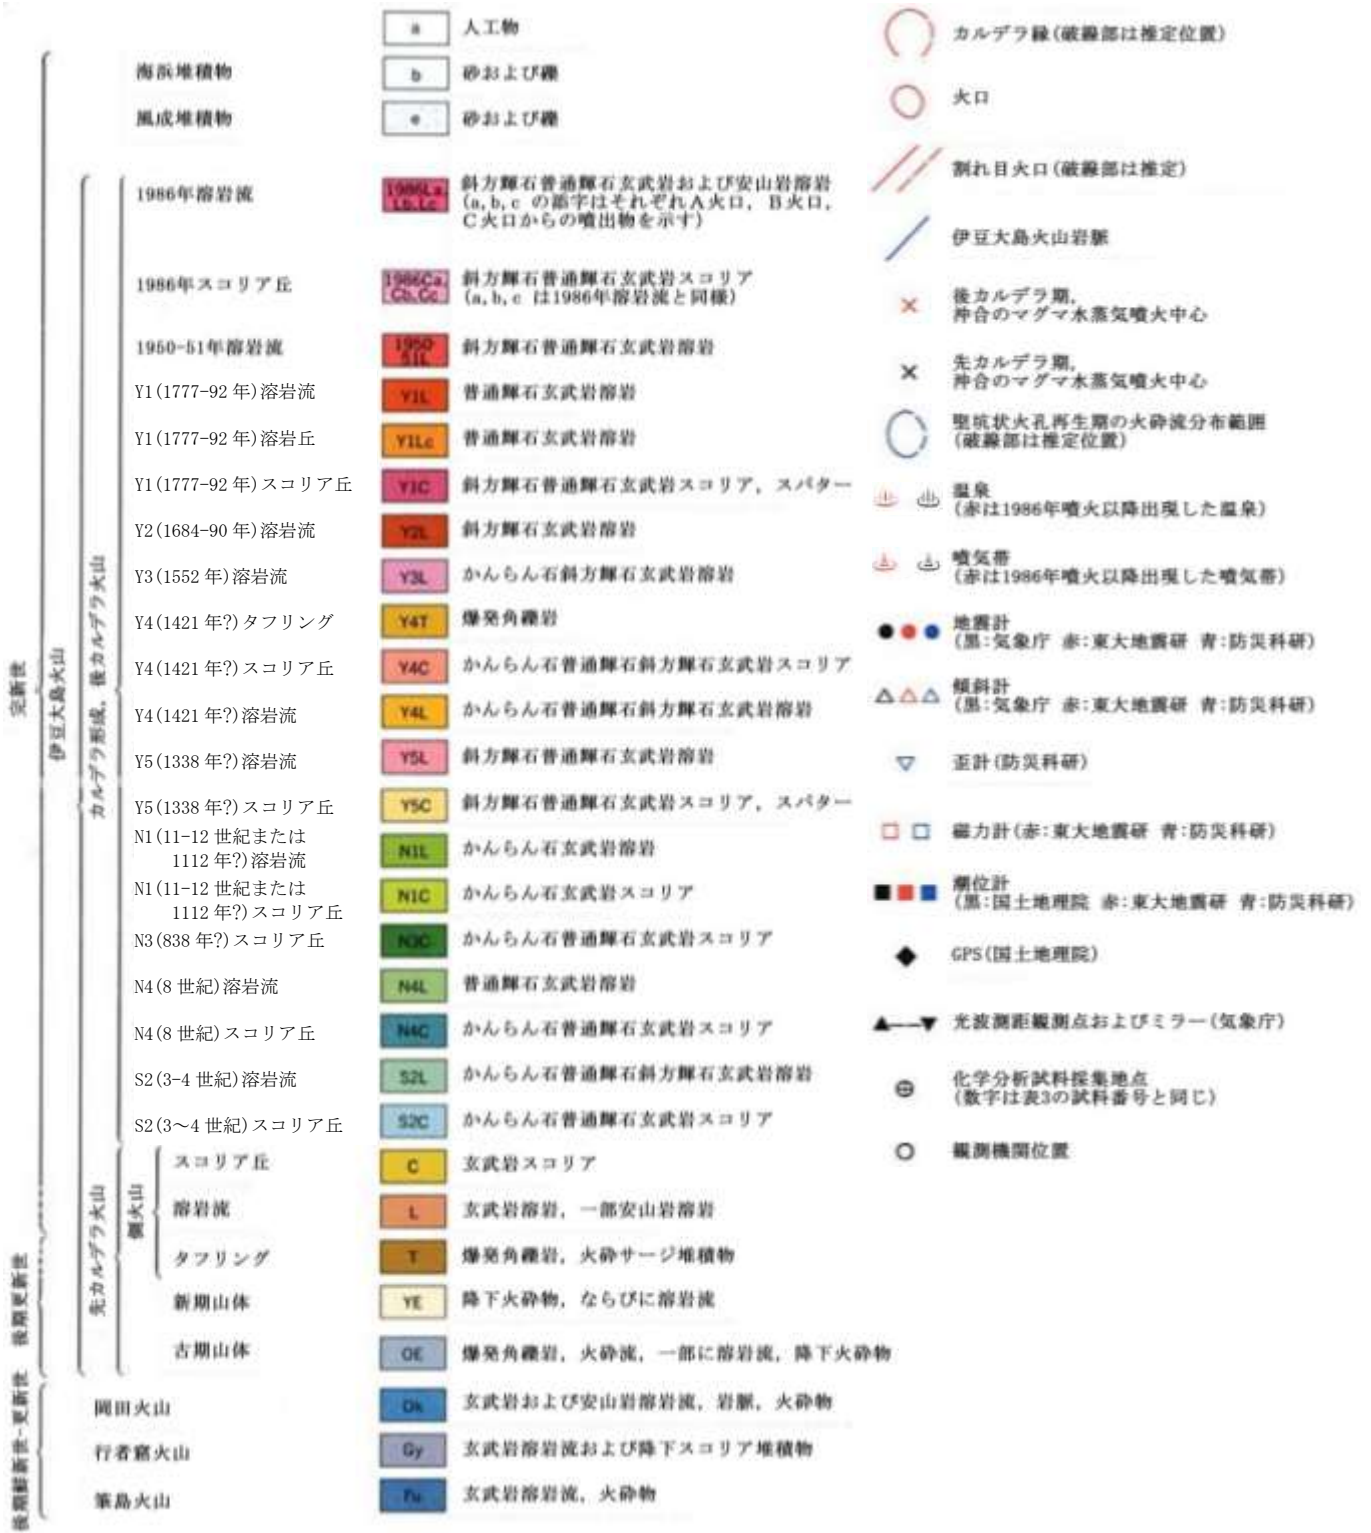 a 人工物
海浜堆積物 b 砂および礫
風成堆積物 e 砂および礫
1986年溶岩流 1986La, Lb,Lc 斜方輝石普通輝石玄武岩および安山岩溶岩
(a,b,c の添字はそれぞれA火口, B火口,
C火口からの噴出物を示す)
1986年スコリア丘 1986Ca, Cb,Cc 斜方輝石普通輝石玄武岩スコリア
(a,b,c は1986年溶岩流と同様)
1950-51年溶岩流 1950-51L 斜方輝石普通輝石玄武岩溶岩
Y1(1777-92 年)溶岩流 Y1L 普通輝石玄武岩溶岩
Y1(1777-92 年)溶岩丘 Y1Lc 普通輝石玄武岩溶岩
Y1(1777-92 年)スコリア丘 Y1C 斜方輝石普通輝石玄武岩スコリア, スパター
Y2(1684-90 年)溶岩流 Y2L 斜方輝石玄武岩溶岩
Y3(1552 年)溶岩流 Y3L かんらん石斜方輝石玄武岩溶岩
Y4(1421 年?)タフリング Y4T 爆発角礫岩
Y4(1421 年?)スコリア丘 Y4C かんらん石普通輝石斜方輝石玄武岩スコリア
Y4(1421 年?)溶岩流 Y4L かんらん石普通輝石斜方輝石玄武岩溶岩
Y5(1338 年?)溶岩流 Y5L 斜方輝石普通輝石玄武岩溶岩
Y5(1338 年?)スコリア丘 Y5C 斜方輝石普通輝石玄武岩スコリア, スパター
N1(11-12 世紀または
1112 年?)溶岩流 N1L かんらん石玄武岩溶岩
N1(11-12 世紀または
1112 年?)スコリア丘 N1C かんらん石玄武岩スコリア
N3(838 年?)スコリア丘 N3C かんらん石普通輝石玄武岩スコリア
N4(8 世紀)溶岩流 N4L 普通輝石玄武岩溶岩
N4(8 世紀)スコリア丘 N4C かんらん石普通輝石玄武岩スコリア
S2(3-4 世紀)溶岩流 S2L かんらん石普通輝石斜方輝石玄武岩溶岩
S2(3～4 世紀)スコリア丘 S2C かんらん石普通輝石玄武岩スコリア
スコリア丘 C 玄武岩スコリア
溶岩流 L 玄武岩溶岩, 一部安山岩溶岩
タフリング T 爆発角礫岩, 火砕サージ堆積物
新期山体 YE 降下火砕物, ならびに溶岩流
古期山体 OE 爆発角礫岩, 火砕流, 一部に溶岩流, 降下火砕物
岡田火山 Ok 玄武岩および安山岩溶岩流, 岩脈, 火砕物
行者窟火山 Gy 玄武岩溶岩流および降下スコリア堆積物
筆島火山 Fu 玄武岩溶岩流, 火砕物
完新世
後期更新世
後期鮮新世-更新世
伊豆大島火山
カルデラ形成, 後カルデラ火山
先カルデラ火山
側火山
カルデラ縁(破線部は推定位置)
火口
割れ目火口(破線部は推定)
伊豆大島火山岩脈
後カルデラ期,
沖合のマグマ水蒸気噴火中心
先カルデラ期,
沖合のマグマ水蒸気噴火中心
竪坑状火孔再生期の火砕流分布範囲
(破線部は推定位置)
温泉
(赤は1986年噴火以降出現した温泉)
噴気帯
(赤は1986年噴火以降出現した噴気帯)
地震計
(黒:気象庁 赤:東大地震研 青:防災科研)
傾斜計
(黒:気象庁 赤:東大地震研 青:防災科研)
歪計(防災科研)
磁力計(赤:東大地震研 青:防災科研)
潮位計
(黒:国土地理院 赤:東大地震研 青:防災科研)
GPS(国土地理院)
光波測距観測点およびミラー(気象庁)
化学分析試料採集地点
(数字は表3の試料番号と同じ)
観測機関位置